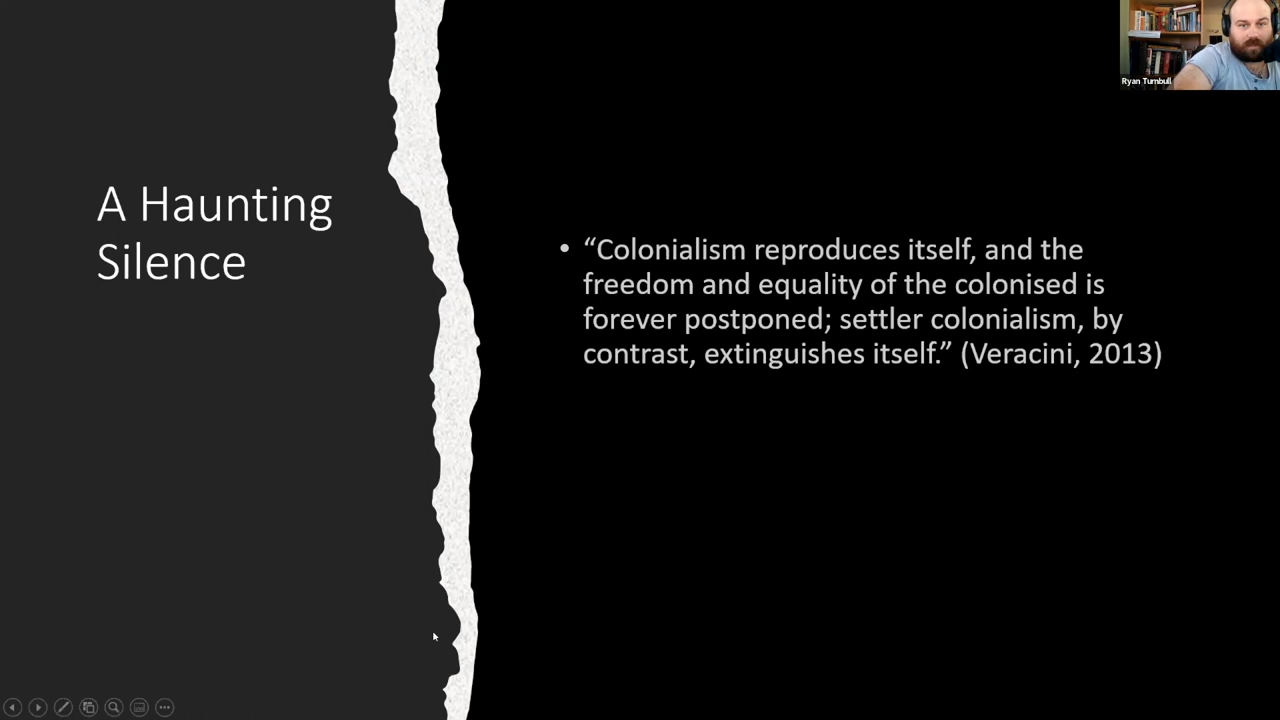 Ryan Turnbull
A Haunting
Silence
• “Colonialism reproduces itself, and the
freedom and equality of the colonised is
forever postponed; settler colonialism, by
contrast, extinguishes itself.” (Veracini, 2013)